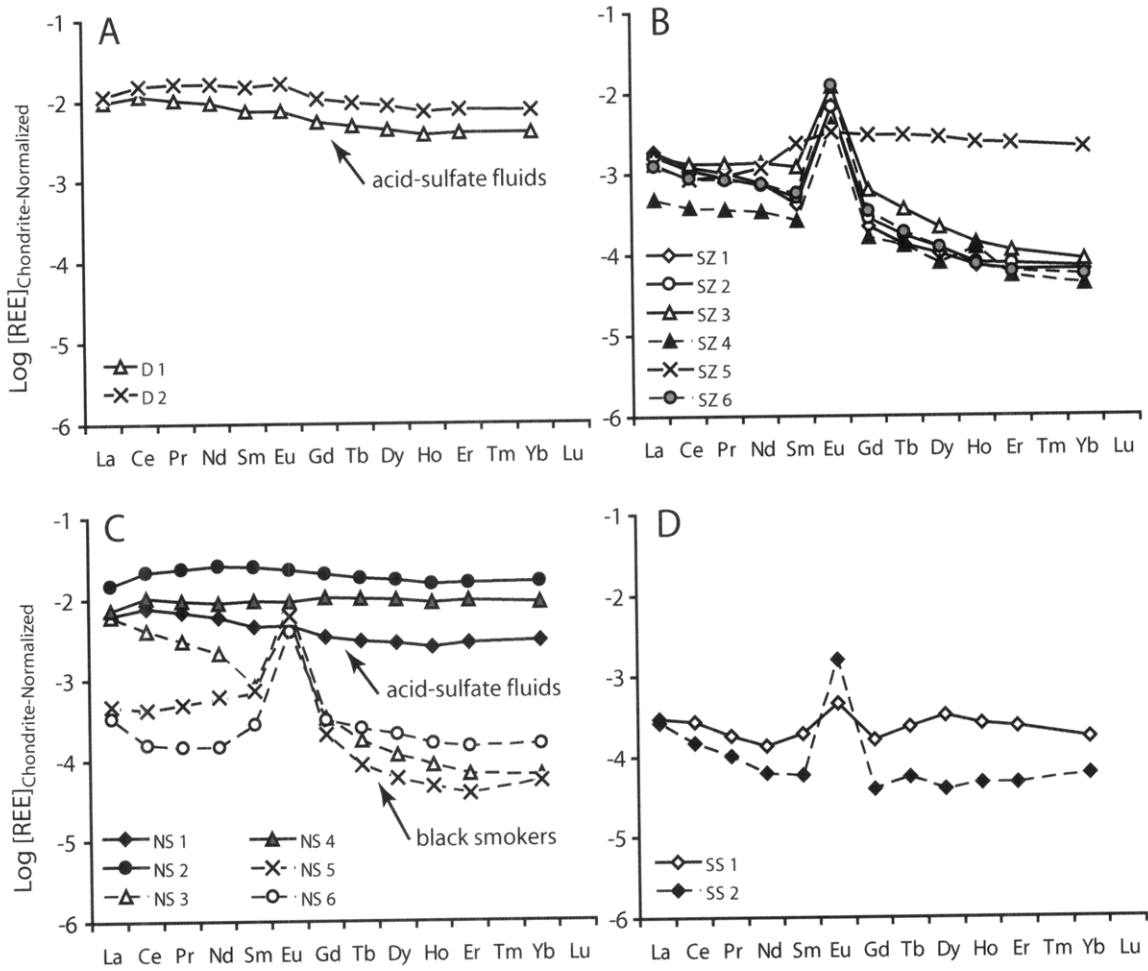 A
Log [REE]Chondrite-Normalized
-1
-2
-3
-4
-5
-6
acid-sulfate fluids
D 1
D 2
La Ce Pr Nd Sm Eu Gd Tb Dy Ho Er Tm Yb Lu
B
-1
-2
-3
-4
-5
-6
SZ 1
SZ 2
SZ 3
SZ 4
SZ 5
SZ 6
La Ce Pr Nd Sm Eu Gd Tb Dy Ho Er Tm Yb Lu
C
Log [REE]Chondrite-Normalized
-1
-2
-3
-4
-5
-6
acid-sulfate fluids
black smokers
NS 1 NS 4
NS 2 NS 5
NS 3 NS 6
La Ce Pr Nd Sm Eu Gd Tb Dy Ho Er Tm Yb Lu
D
-1
-2
-3
-4
-5
-6
SS 1
SS 2
La Ce Pr Nd Sm Eu Gd Tb Dy Ho Er Tm Yb Lu